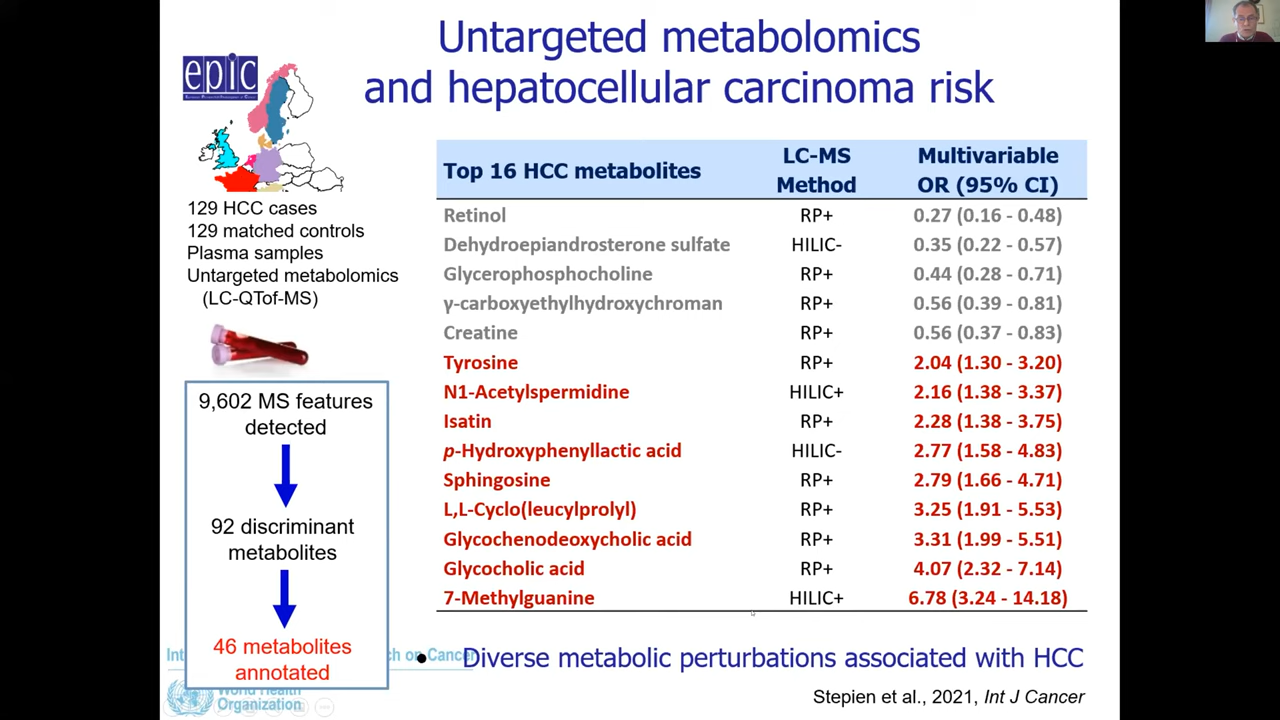 Untargeted metabolomics
and hepatocellular carcinoma risk
epic
129 HCC cases
129 matched controls
Plasma samples
Untargeted metabolomics
(LC-QTof-MS)
9,602 MS features
detected
92 discriminant
metabolites
46 metabolites
annotated
Top 16 HCC metabolites
LC-MS
Method
Multivariable
OR (95% CI)
Retinol RP+ 0.27 (0.16 - 0.48)
Dehydroepiandrosterone sulfate HILIC- 0.35 (0.22 - 0.57)
Glycerophosphocholine RP+ 0.44 (0.28 - 0.71)
γ-carboxyethylhydroxychroman RP+ 0.56 (0.39 - 0.81)
Creatine RP+ 0.56 (0.37 - 0.83)
Tyrosine RP+ 2.04 (1.30 - 3.20)
N1-Acetylspermidine HILIC+ 2.16 (1.38 - 3.37)
Isatin RP+ 2.28 (1.38 - 3.75)
p-Hydroxyphenyllactic acid HILIC- 2.77 (1.58 - 4.83)
Sphingosine RP+ 2.79 (1.66 - 4.71)
L,L-Cyclo(leucylprolyl) RP+ 3.25 (1.91 - 5.53)
Glycochenodeoxycholic acid RP+ 3.31 (1.99 - 5.51)
Glycocholic acid RP+ 4.07 (2.32 - 7.14)
7-Methylguanine HILIC+ 6.78 (3.24 - 14.18)
• Diverse metabolic perturbations associated with HCC
Stepien et al., 2021, Int J Cancer
Int ch on Cancer
World Health
Organization